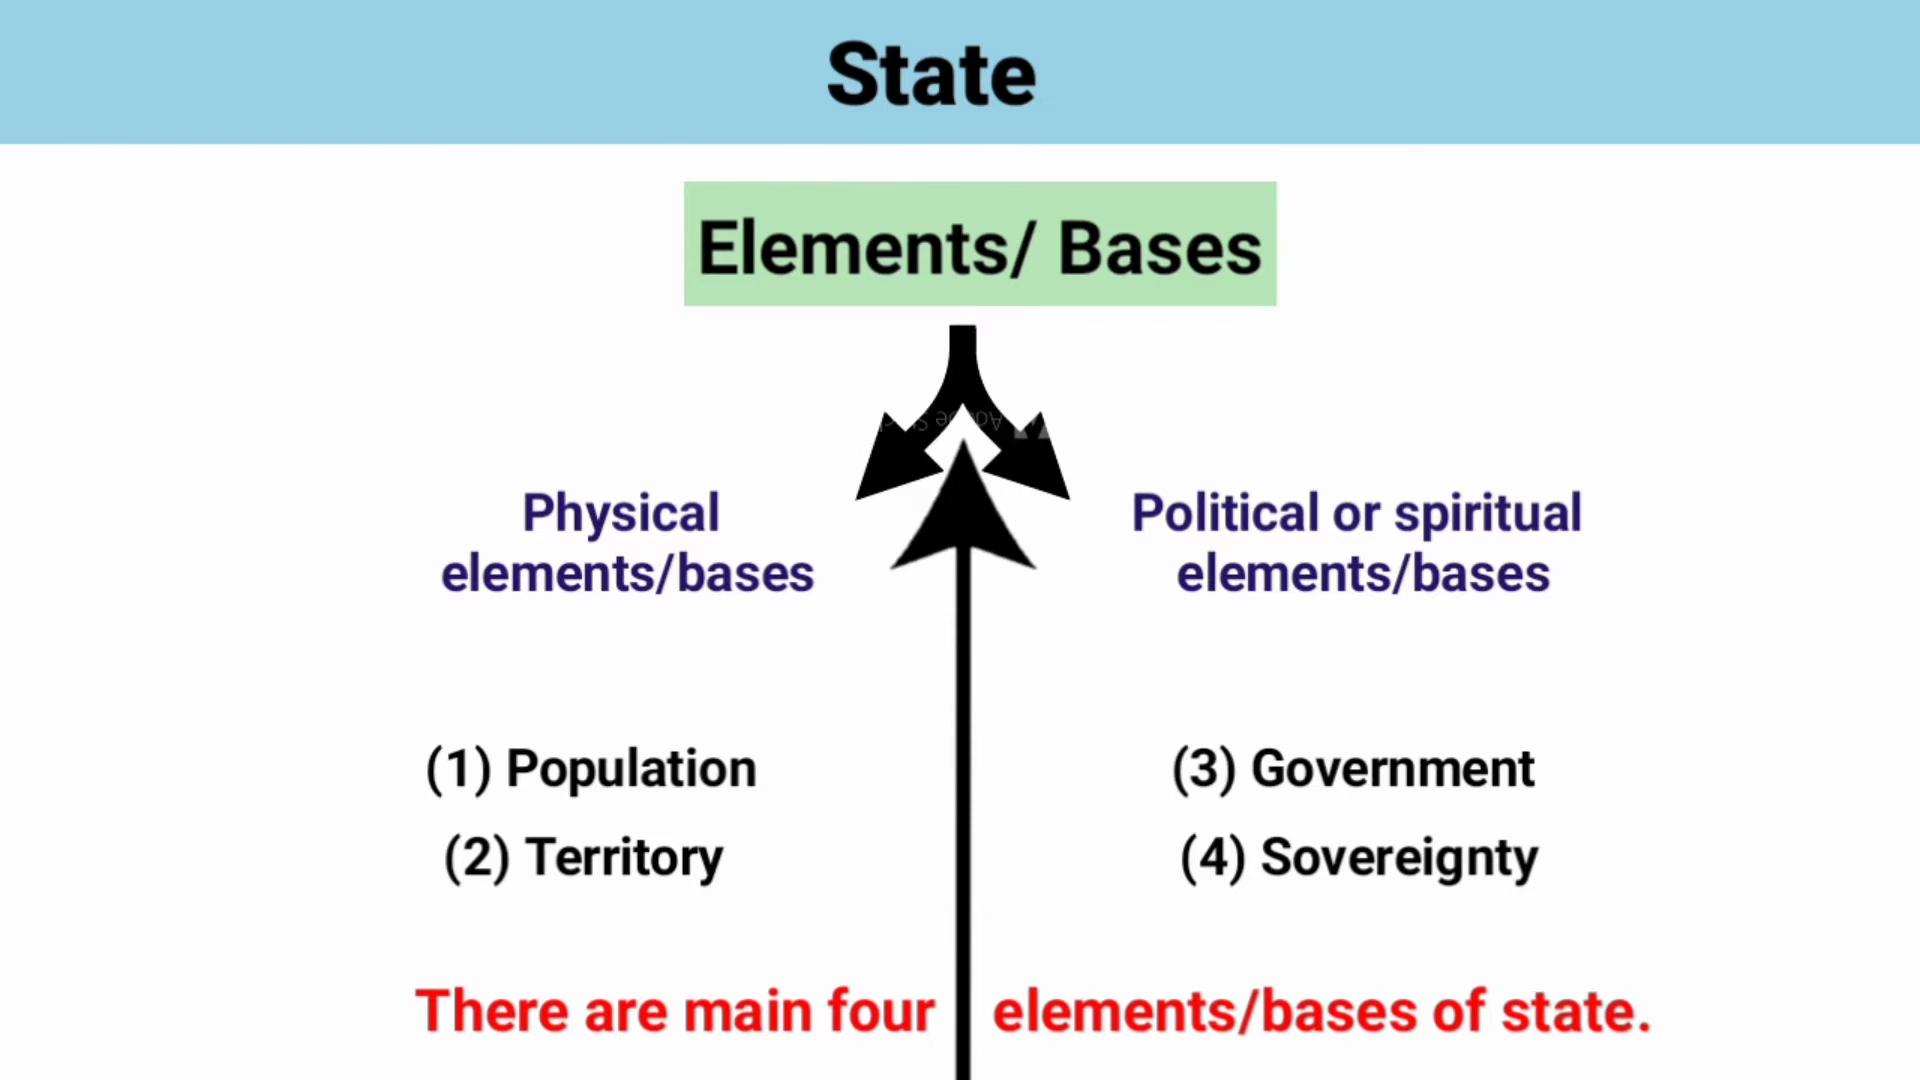 State
Elements/ Bases
Physical
elements/bases
Political or spiritual
elements/bases
(1) Population
(2) Territory
(3) Government
(4) Sovereignty
There are main four elements/bases of state.